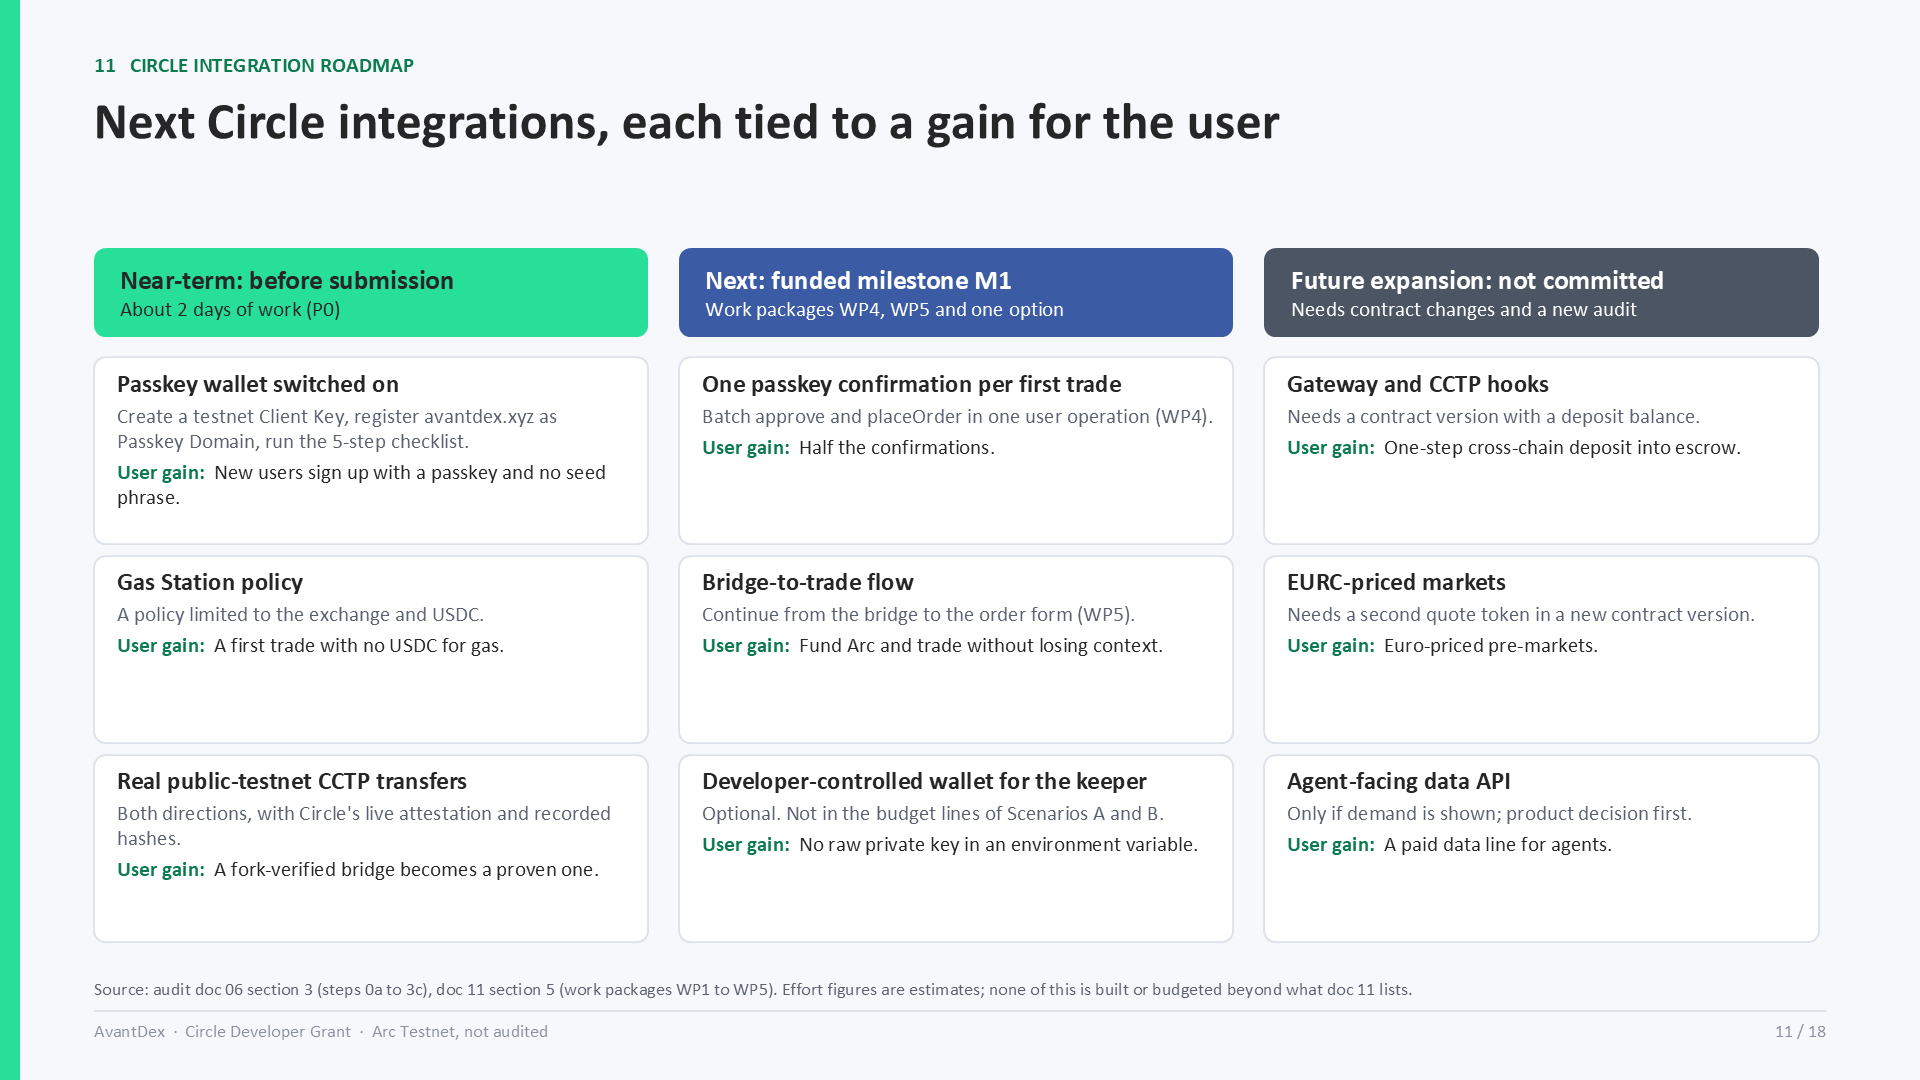 11 CIRCLE INTEGRATION ROADMAP
Next Circle integrations, each tied to a gain for the user
Near-term: before submission
About 2 days of work (P0)
Passkey wallet switched on
Create a testnet Client Key, register avantdex.xyz as
Passkey Domain, run the 5-step checklist.
User gain: New users sign up with a passkey and no seed
phrase.
Gas Station policy
A policy limited to the exchange and USDC.
User gain: A first trade with no USDC for gas.
Real public-testnet CCTP transfers
Both directions, with Circle's live attestation and recorded
hashes.
User gain: A fork-verified bridge becomes a proven one.
Next: funded milestone M1
Work packages WP4, WP5 and one option
One passkey confirmation per first trade
Batch approve and placeOrder in one user operation (WP4).
User gain: Half the confirmations.
Bridge-to-trade flow
Continue from the bridge to the order form (WP5).
User gain: Fund Arc and trade without losing context.
Developer-controlled wallet for the keeper
Optional. Not in the budget lines of Scenarios A and B.
User gain: No raw private key in an environment variable.
Future expansion: not committed
Needs contract changes and a new audit
Gateway and CCTP hooks
Needs a contract version with a deposit balance.
User gain: One-step cross-chain deposit into escrow.
EURC-priced markets
Needs a second quote token in a new contract version.
User gain: Euro-priced pre-markets.
Agent-facing data API
Only if demand is shown; product decision first.
User gain: A paid data line for agents.
Source: audit doc 06 section 3 (steps 0a to 3c), doc 11 section 5 (work packages WP1 to WP5). Effort figures are estimates; none of this is built or budgeted beyond what doc 11 lists.
AvantDex · Circle Developer Grant · Arc Testnet, not audited
11 / 18